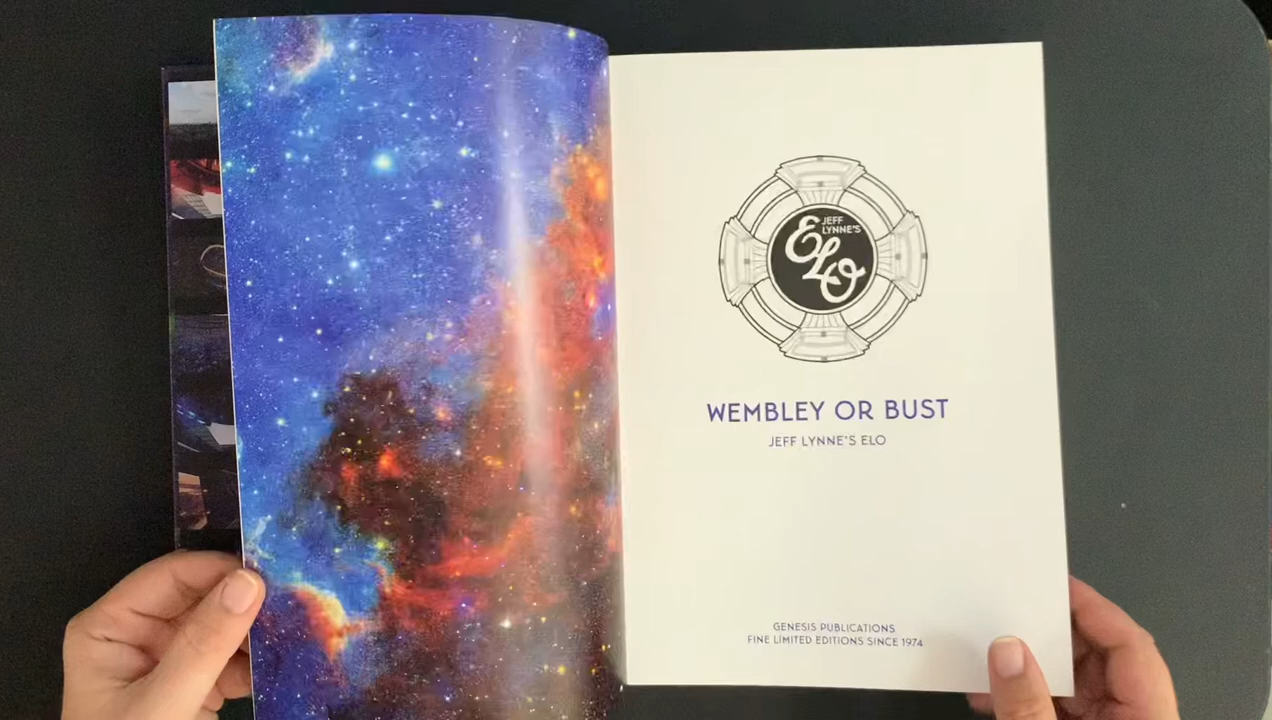 JEFF
LYNNE'S
ELO
WEMBLEY OR BUST
JEFF LYNNE'S ELO
GENESIS PUBLICATIONS
FINE LIMITED EDITIONS SINCE 1974